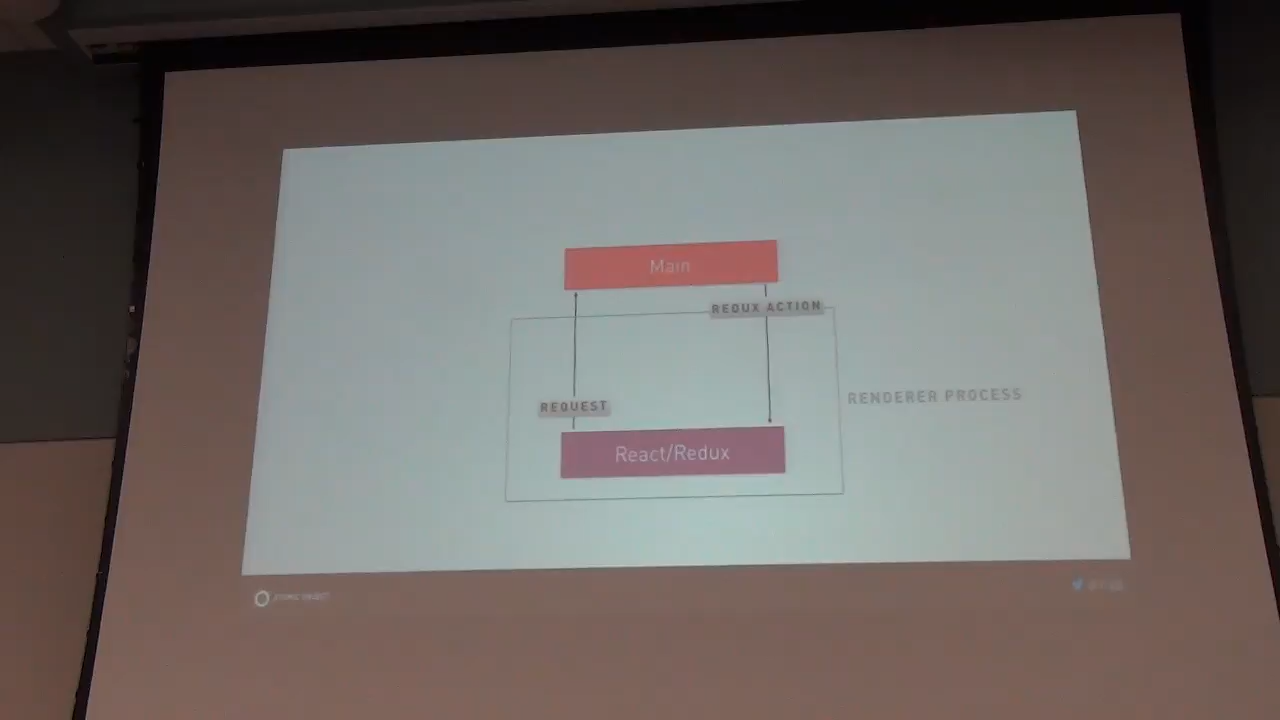 Main
REDUX ACTION
RENDERER PROCESS
REQUEST
React/Redux